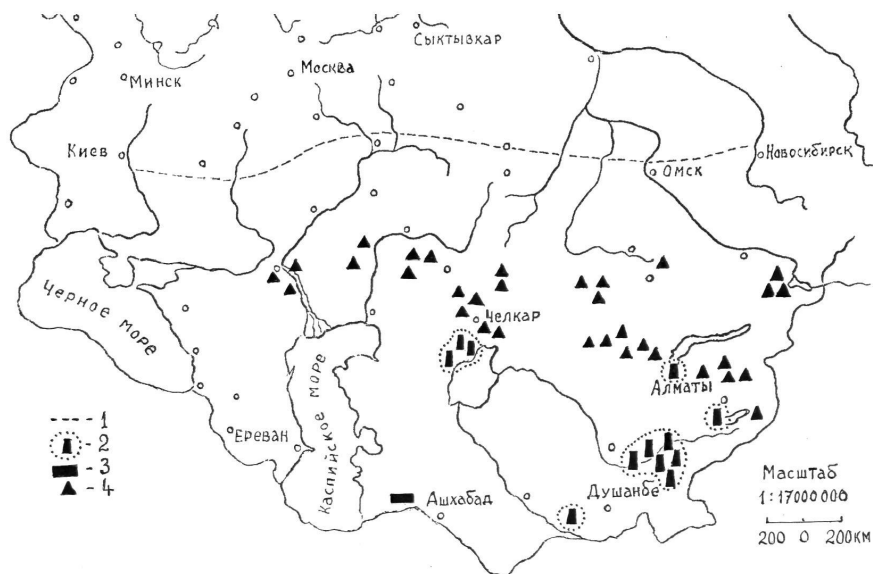 Сыктывкар
Минск
Москва
Киев
Новосибирск
Омск
Черное море
Челкар
Алматы
Ереван
Каспийское море
Ашхабад
Душанбе
- - - - 1
- 2
- 3
- 4
Масштаб
1:17000000
200 0 200км